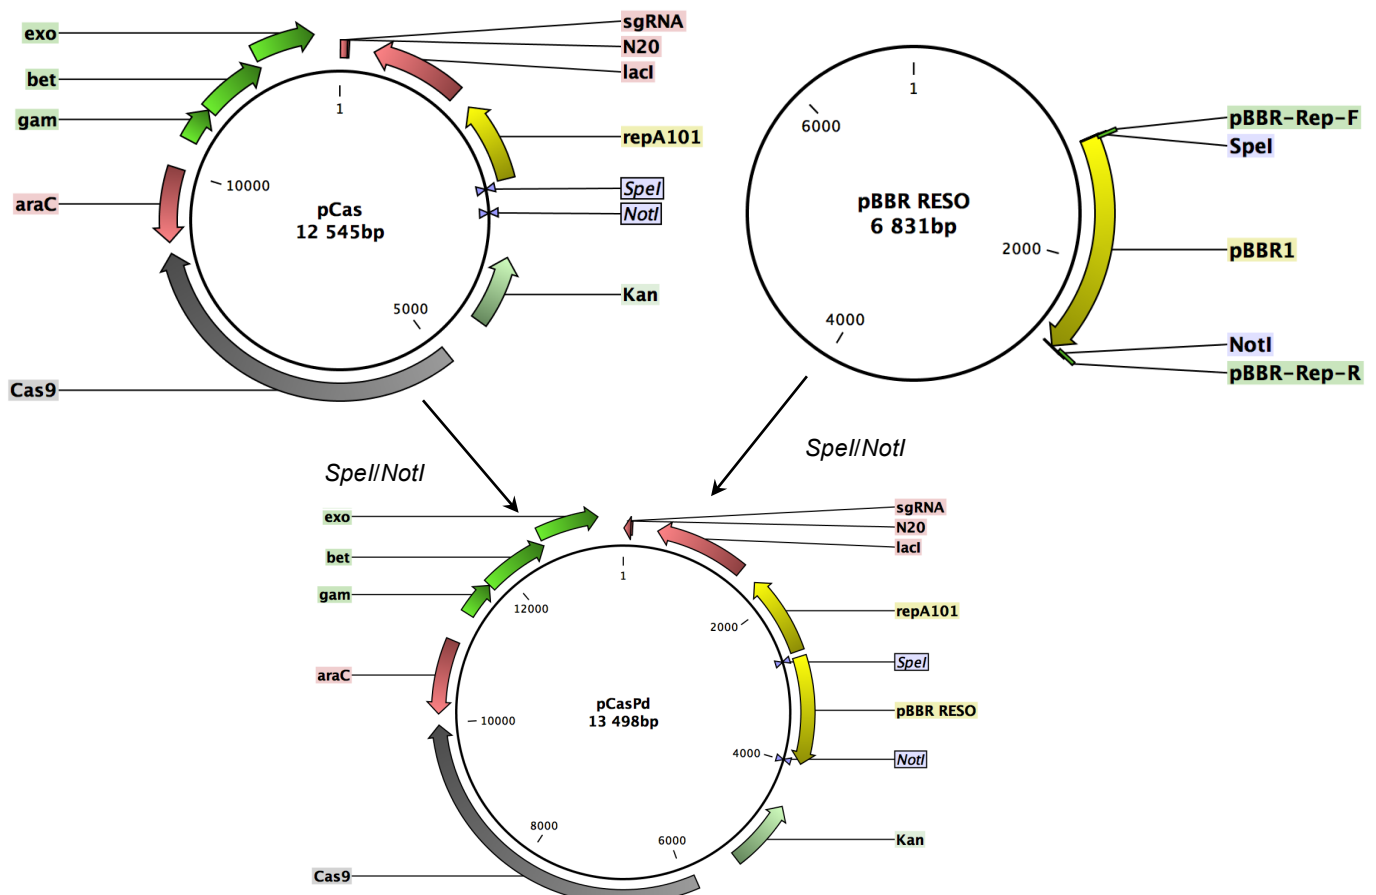 exo
bet
gam
araC
Cas9
sgRNA
N20
lacI
repA101
SpeI
NotI
Kan
1
10000
5000
pCas
12 545bp
1
6000
2000
4000
pBBR RESO
6 831bp
pBBR-Rep-F
SpeI
pBBR1
NotI
pBBR-Rep-R
SpeI/NotI
SpeI/NotI
exo
bet
gam
araC
Cas9
sgRNA
N20
lacI
repA101
SpeI
pBBR RESO
NotI
Kan
1
12000
2000
10000
4000
8000
6000
pCasPd
13 498bp